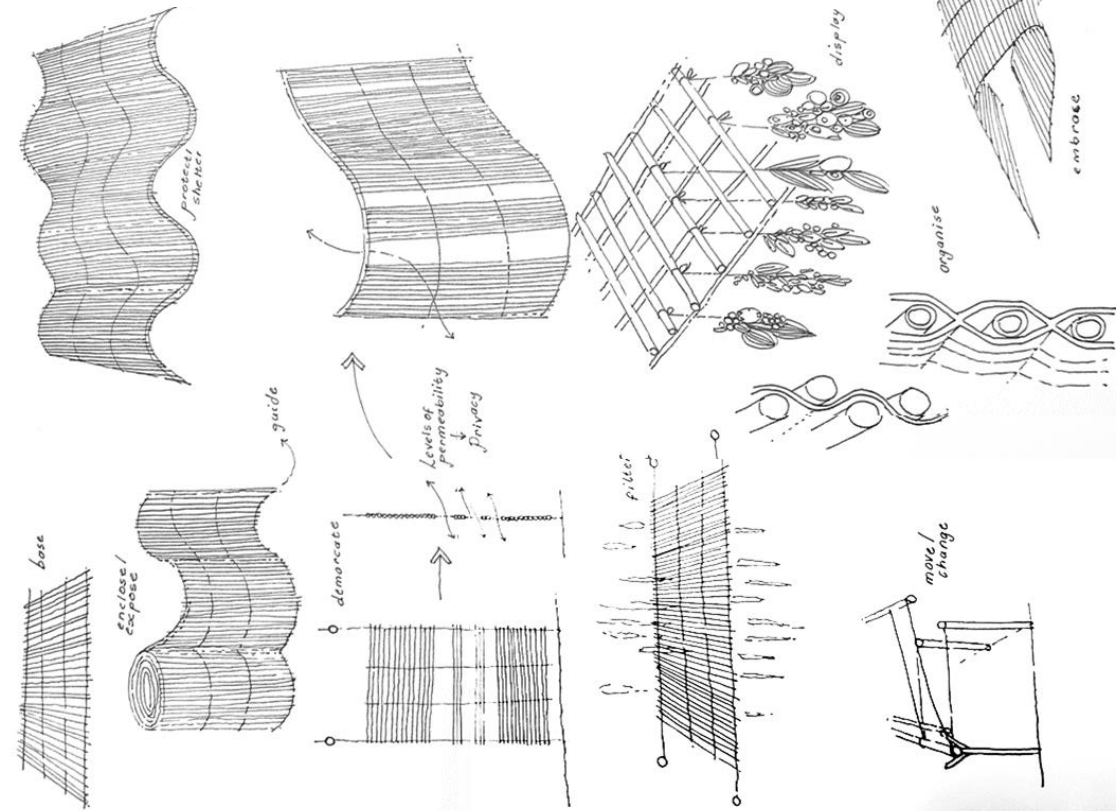 protect/
shelter
display
embrace
organise
guide
Levels of
permeability
↓
Privacy
base
enclose/
expose
demarcate
filter
move/
change